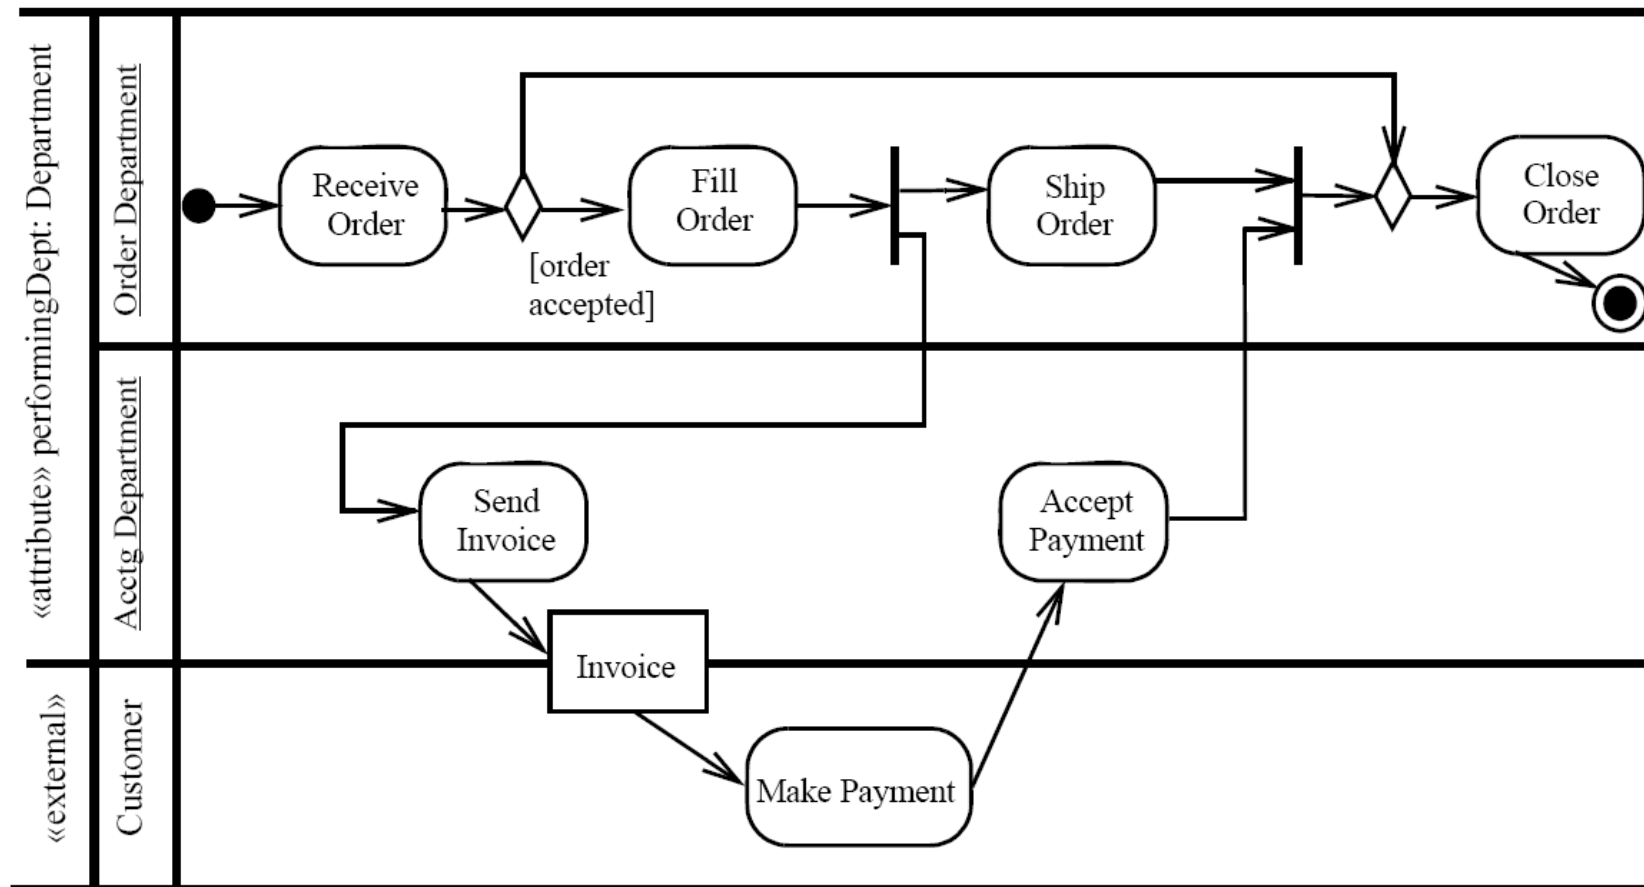 «attribute» performingDept: Department
Order Department
Receive
Order
[order
accepted]
Fill
Order
Ship
Order
Close
Order
Acctg Department
Send
Invoice
Accept
Payment
Invoice
«external»
Customer
Make Payment